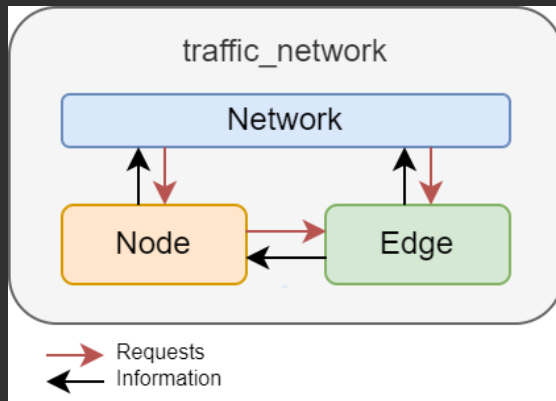 traffic_network
Network
Node
Edge
Requests
Information